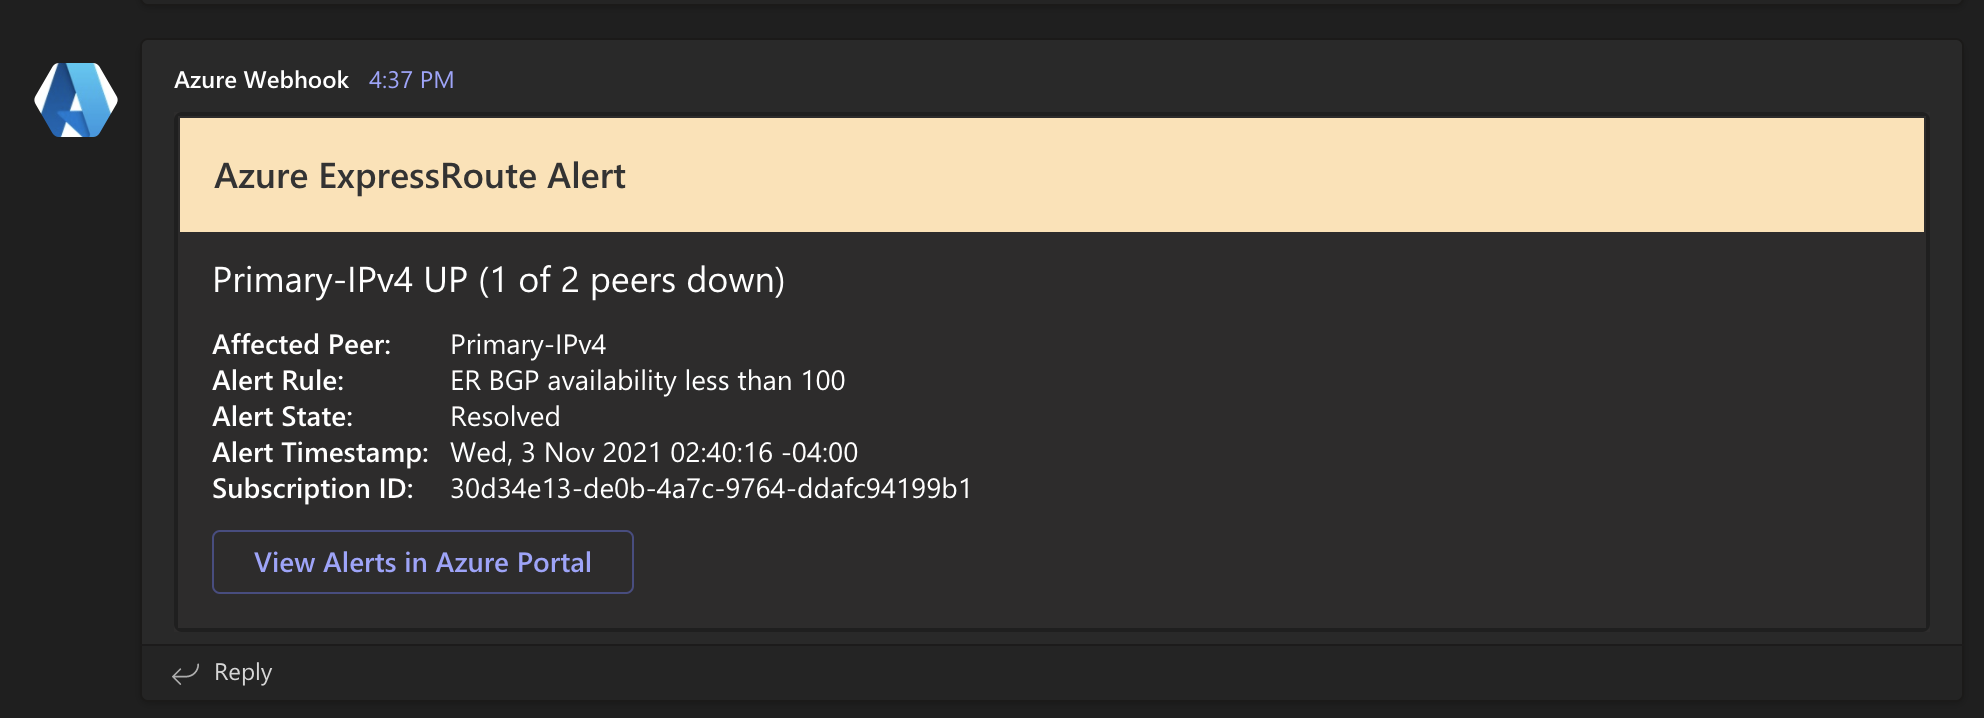 Azure Webhook 4:37 PM
Azure ExpressRoute Alert
Primary-IPv4 UP (1 of 2 peers down)
Affected Peer: Primary-IPv4
Alert Rule: ER BGP availability less than 100
Alert State: Resolved
Alert Timestamp: Wed, 3 Nov 2021 02:40:16 -04:00
Subscription ID: 30d34e13-de0b-4a7c-9764-ddafc94199b1
View Alerts in Azure Portal
Reply